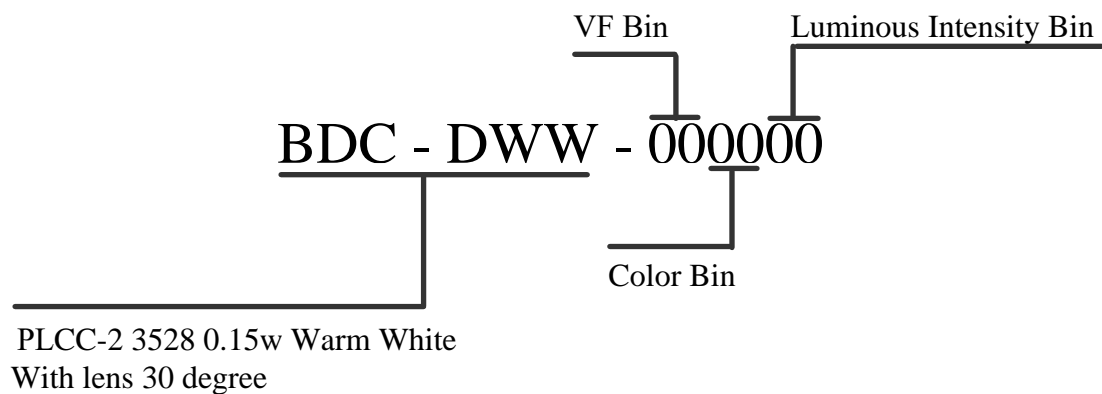 VF Bin
Luminous Intensity Bin
BDC - DWW - 000000
Color Bin
PLCC-2 3528 0.15w Warm White
With lens 30 degree